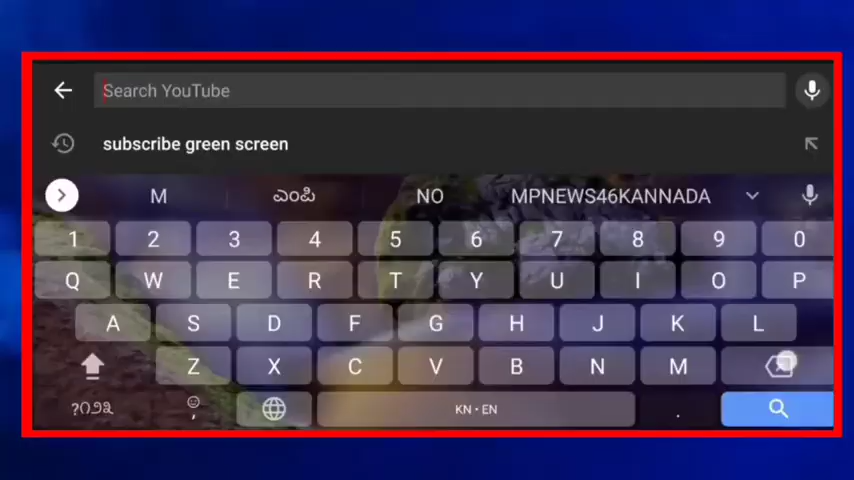 Search YouTube
subscribe green screen
M ಎಂಪಿ NO MPNEWS46KANNADA
1 2 3 4 5 6 7 8 9 0
Q W E R T Y U I O P
A S D F G H J K L
Z X C V B N M
?೧೨೩ , KN • EN .